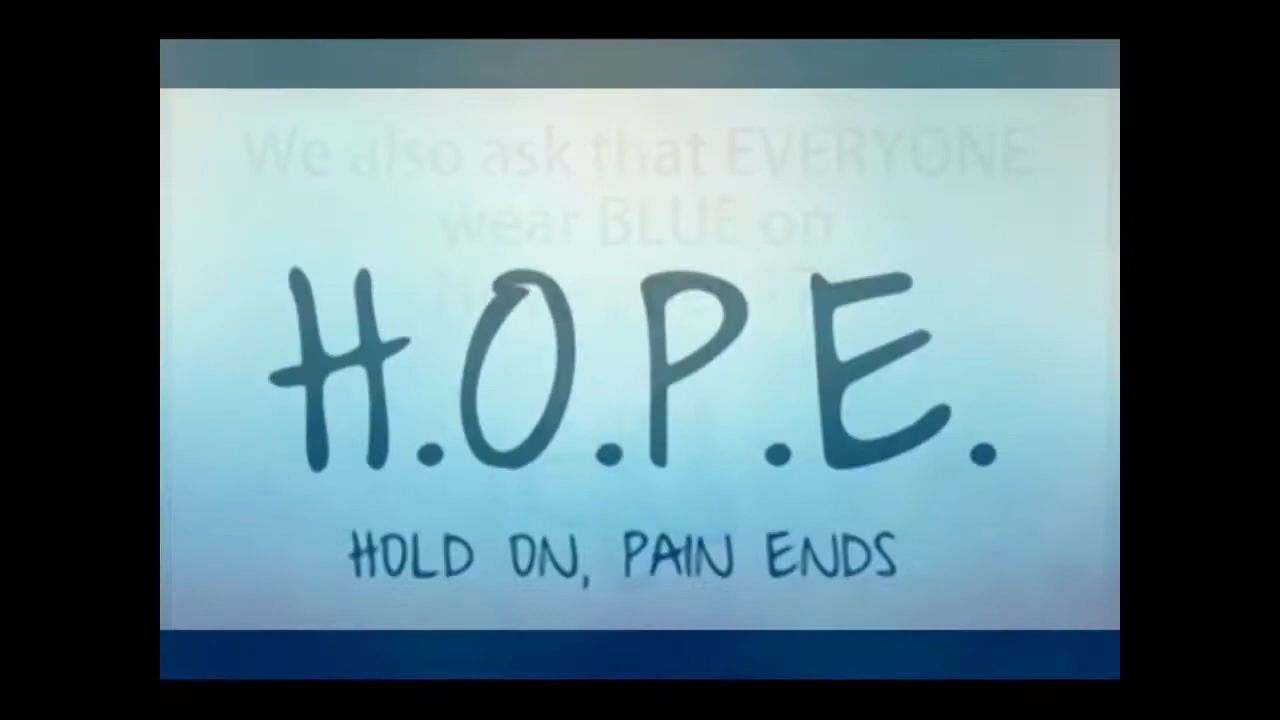 We also ask that EVERYONE
wear BLUE on
H.O.P.E.
HOLD ON, PAIN ENDS